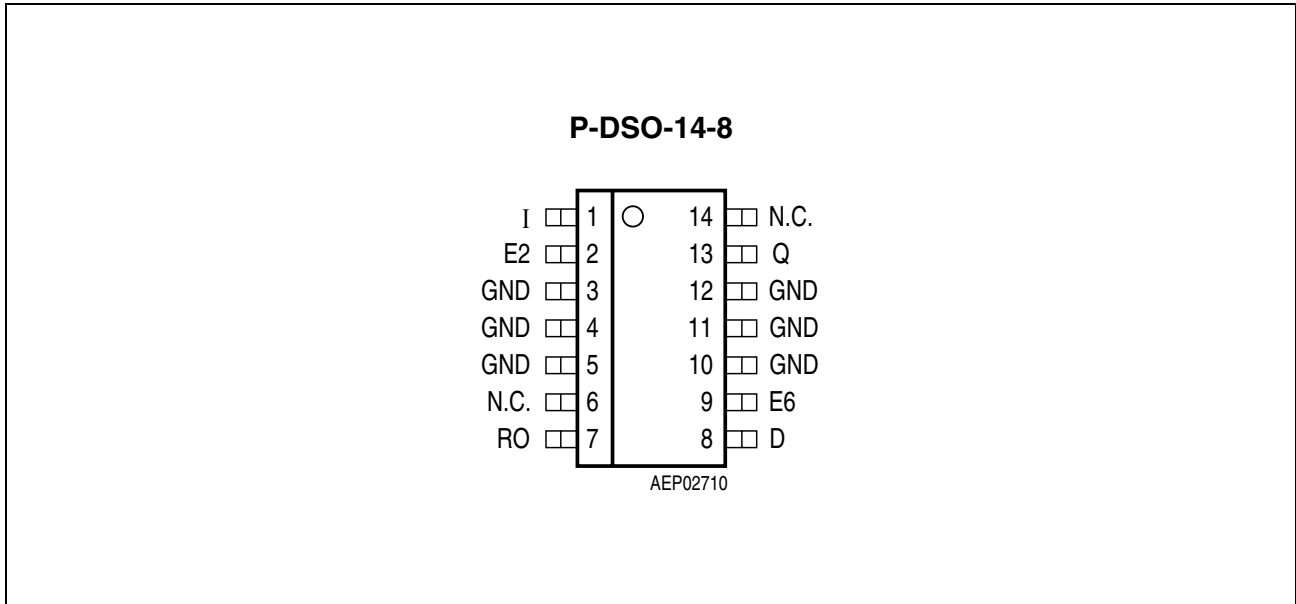 P-DSO-14-8
I 1 14 N.C.
E2 2 13 Q
GND 3 12 GND
GND 4 11 GND
GND 5 10 GND
N.C. 6 9 E6
RO 7 8 D
AEP02710